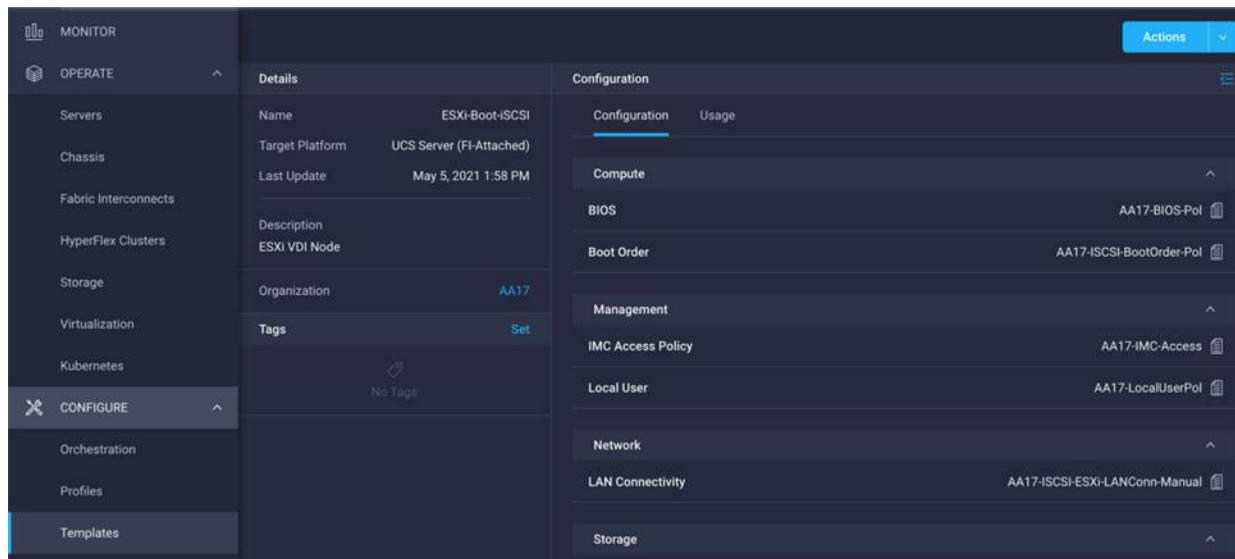 MONITOR
OPERATE
Servers
Chassis
Fabric Interconnects
HyperFlex Clusters
Storage
Virtualization
Kubernetes
CONFIGURE
Orchestration
Profiles
Templates
Details
Name ESXi-Boot-iSCSI
Target Platform UCS Server (FI-Attached)
Last Update May 5, 2021 1:58 PM
Description
ESXi VDI Node
Organization AA17
Tags Set
No Tags
Actions
Configuration
Configuration Usage
Compute
BIOS AA17-BIOS-Pol
Boot Order AA17-ISCSI-BootOrder-Pol
Management
IMC Access Policy AA17-IMC-Access
Local User AA17-LocalUserPol
Network
LAN Connectivity AA17-ISCSI-ESXi-LANConn-Manual
Storage